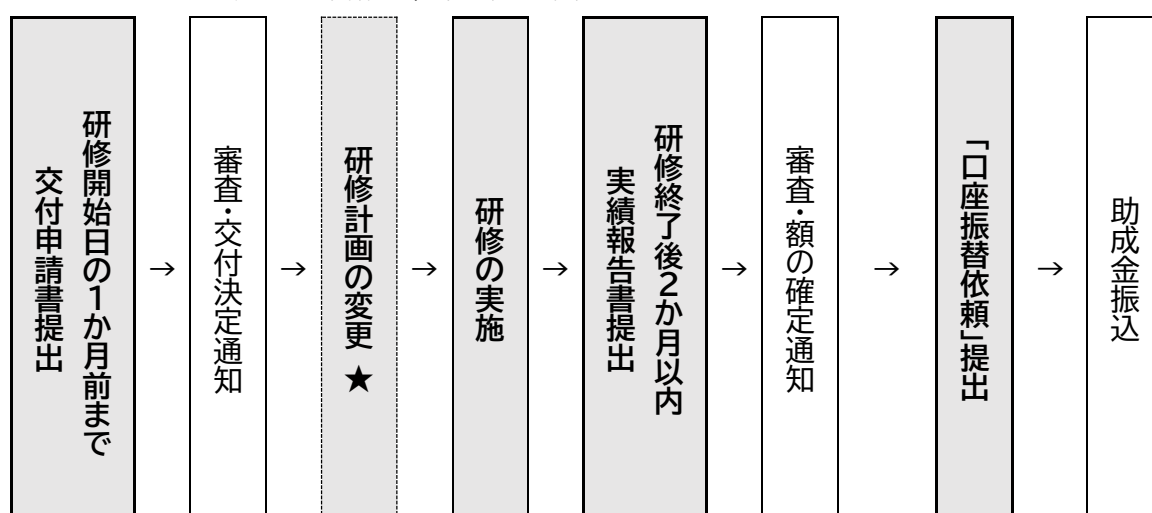 研修開始日の1か月前まで
交付申請書提出
→
審査・交付決定通知
→
研修計画の変更 ★
→
研修の実施
→
研修終了後2か月以内
実績報告書提出
→
審査・額の確定通知
→
「口座振替依頼」提出
→
助成金振込